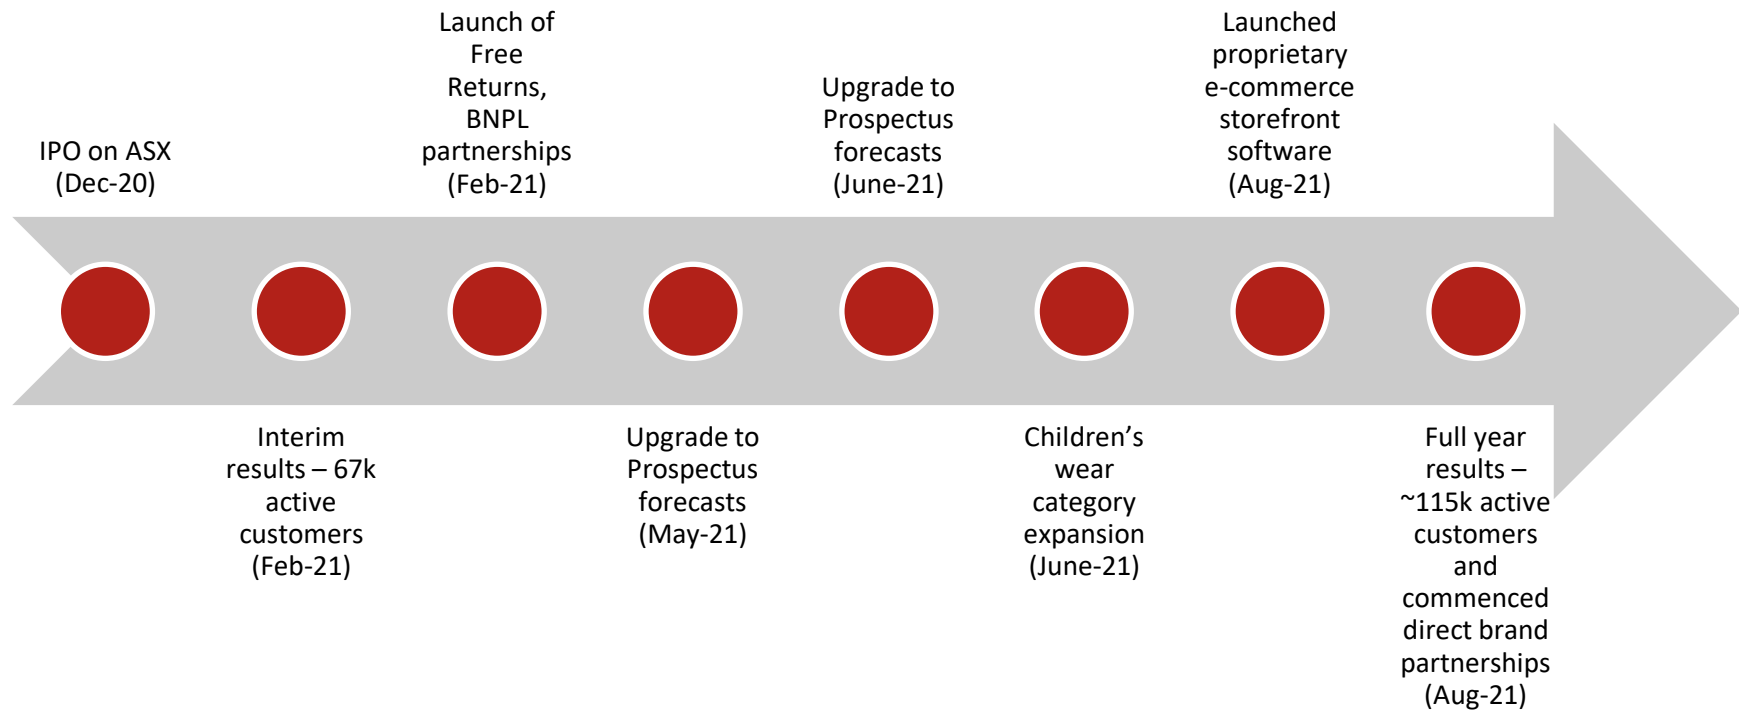 IPO on ASX
(Dec-20)
Interim
results – 67k
active
customers
(Feb-21)
Launch of
Free
Returns,
BNPL
partnerships
(Feb-21)
Upgrade to
Prospectus
forecasts
(May-21)
Upgrade to
Prospectus
forecasts
(June-21)
Children’s
wear
category
expansion
(June-21)
Launched
proprietary
e-commerce
storefront
software
(Aug-21)
Full year
results –
~115k active
customers
and
commenced
direct brand
partnerships
(Aug-21)